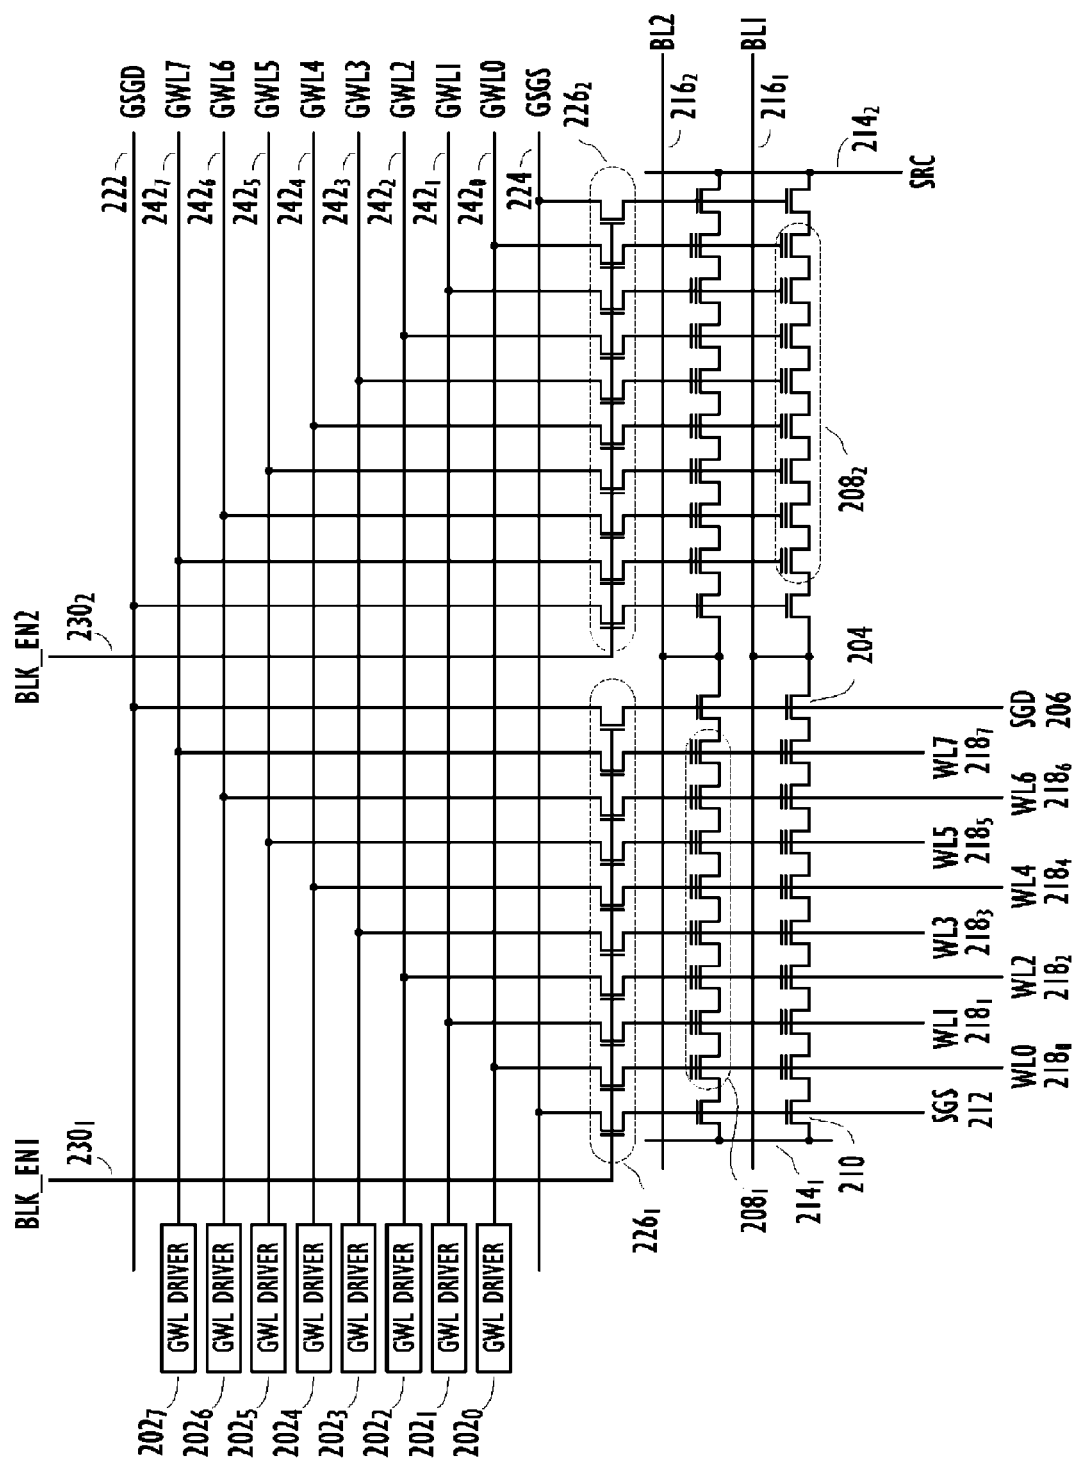 BLK_EN1
230₁
BLK_EN2
230₂
222
GSGD
242₇
GWL7
242₆
GWL6
242₅
GWL5
242₄
GWL4
242₃
GWL3
242₂
GWL2
242₁
GWL1
242₀
GWL0
224
GSGS
226₂
216₂
BL2
216₁
BL1
214₂
SRC
208₂
204
202₇
GWL DRIVER
202₆
GWL DRIVER
202₅
GWL DRIVER
202₄
GWL DRIVER
202₃
GWL DRIVER
202₂
GWL DRIVER
202₁
GWL DRIVER
202₀
GWL DRIVER
226₁
208₁
214₁
210
SGS
212
WL0
218₀
WL1
218₁
WL2
218₂
WL3
218₃
WL4
218₄
WL5
218₅
WL6
218₆
WL7
218₇
SGD
206